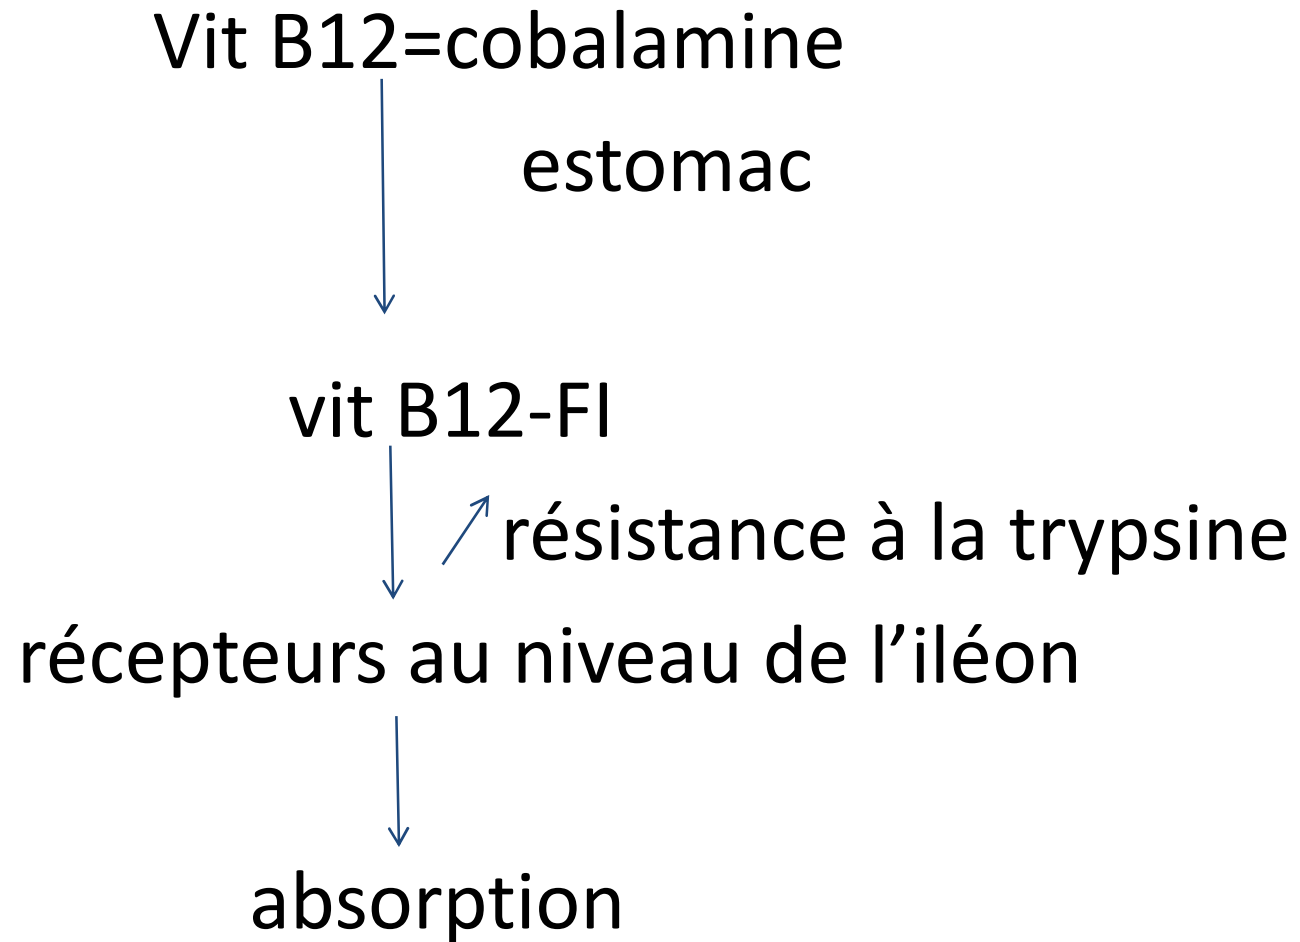 Vit B12=cobalamine
estomac
vit B12-FI
résistance à la trypsine
récepteurs au niveau de l’iléon
absorption